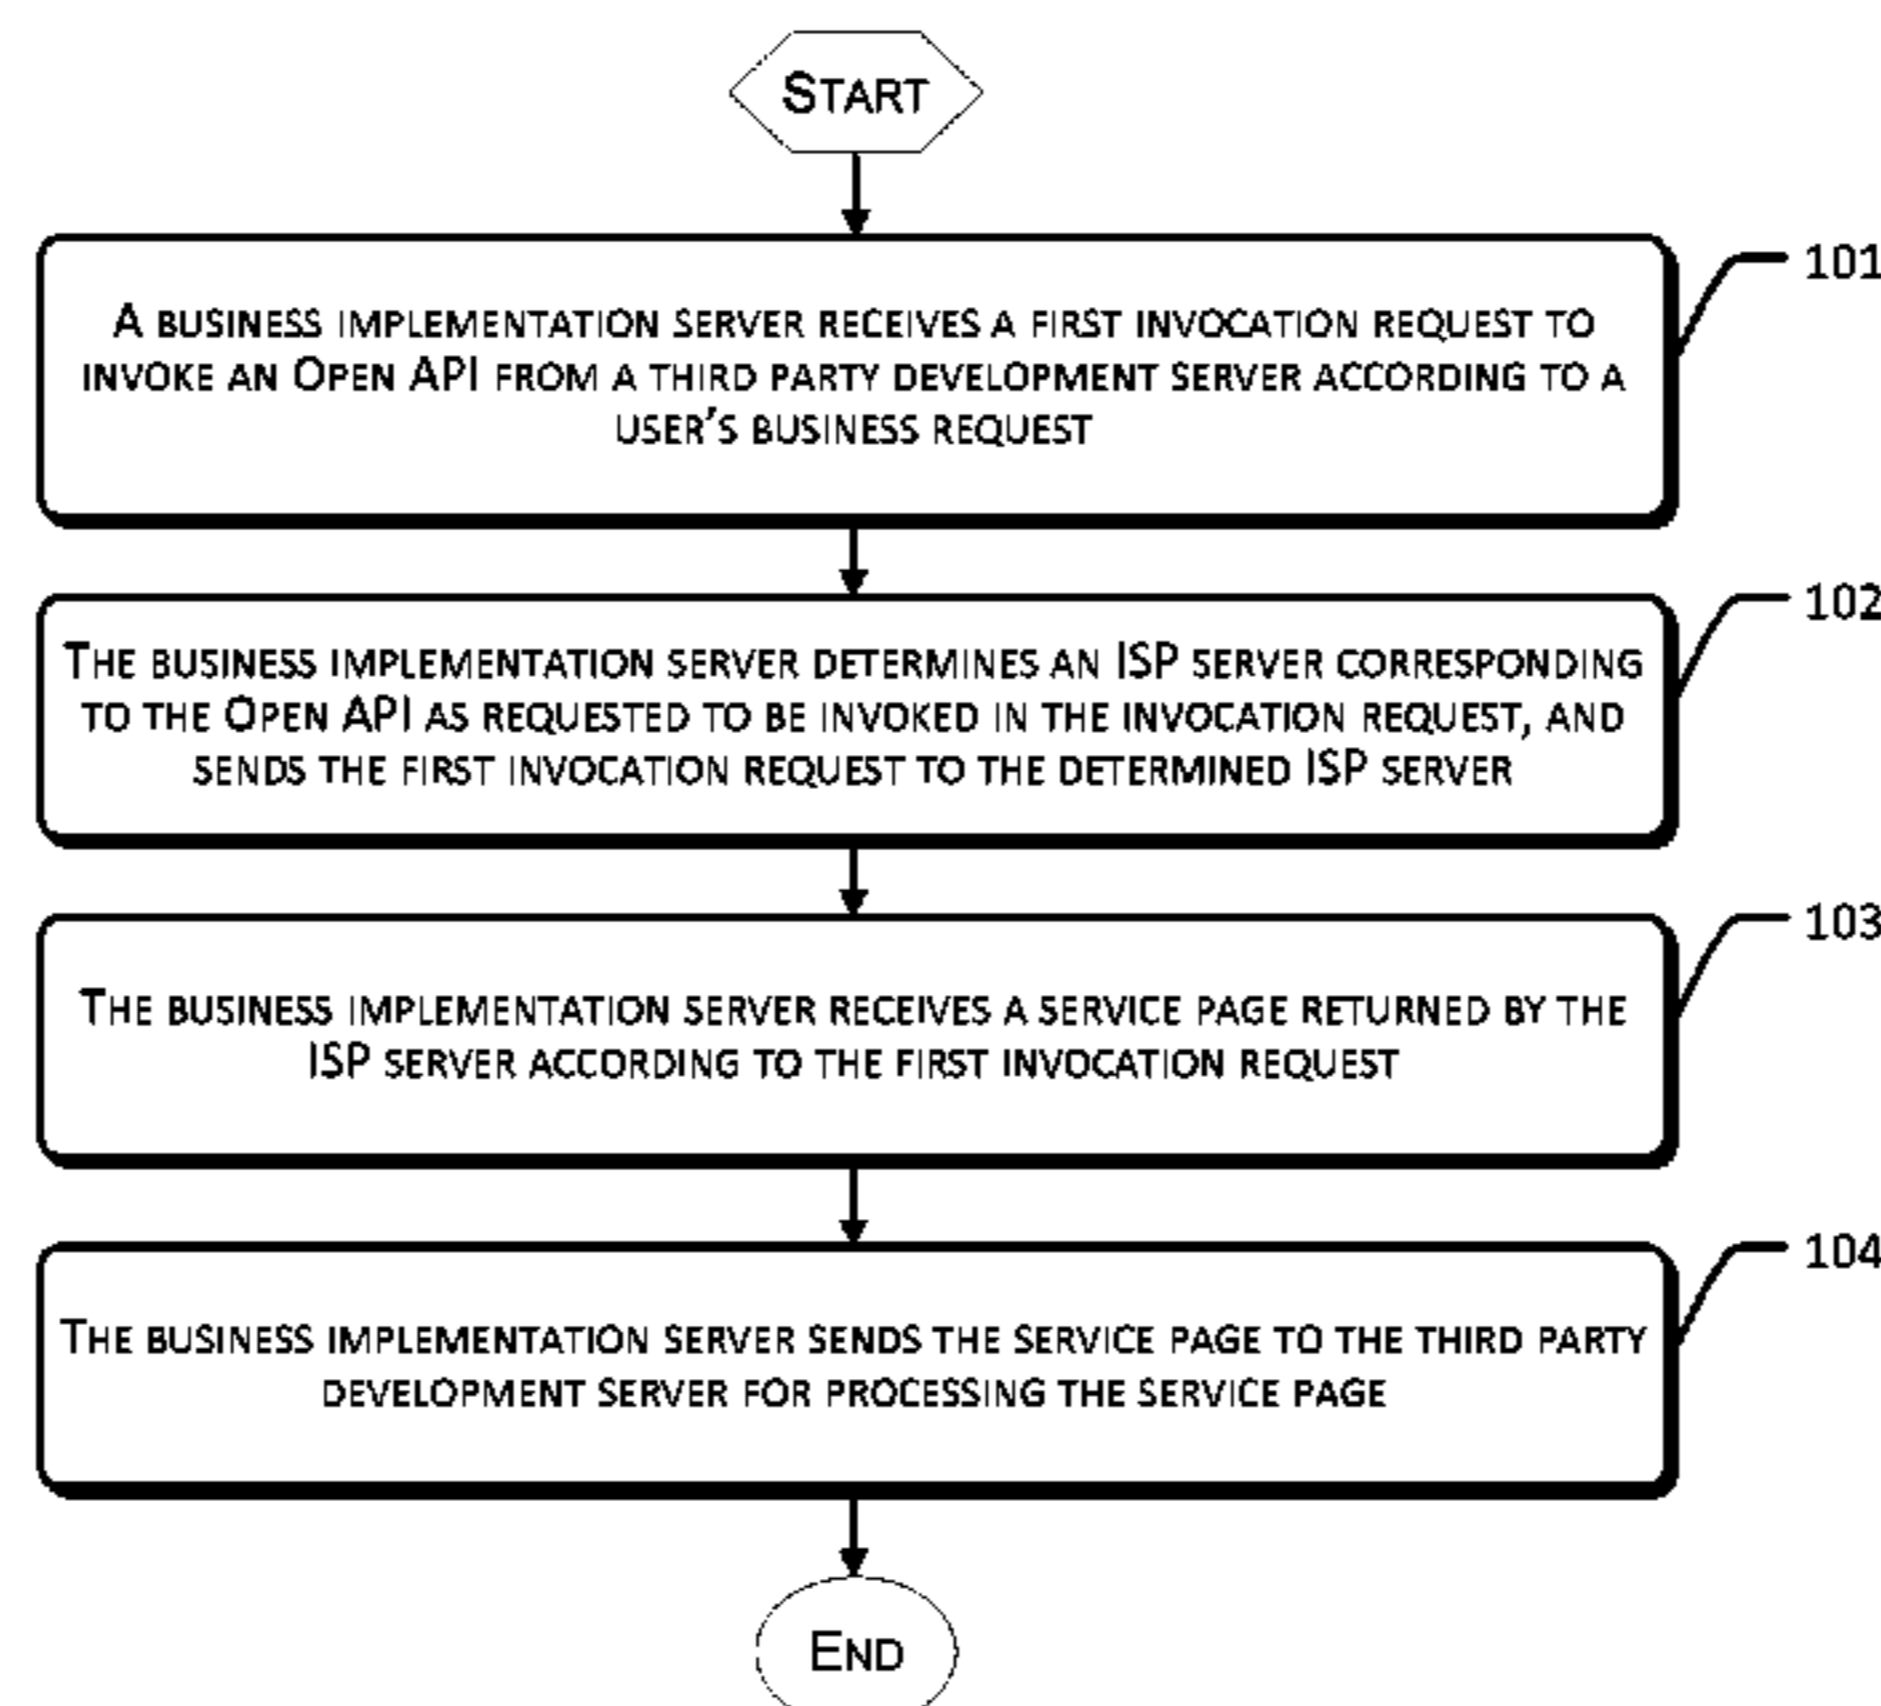 START
101
A BUSINESS IMPLEMENTATION SERVER RECEIVES A FIRST INVOCATION REQUEST TO
INVOKE AN OPEN API FROM A THIRD PARTY DEVELOPMENT SERVER ACCORDING TO A
USER'S BUSINESS REQUEST
102
THE BUSINESS IMPLEMENTATION SERVER DETERMINES AN ISP SERVER CORRESPONDING
TO THE OPEN API AS REQUESTED TO BE INVOKED IN THE INVOCATION REQUEST, AND
SENDS THE FIRST INVOCATION REQUEST TO THE DETERMINED ISP SERVER
103
THE BUSINESS IMPLEMENTATION SERVER RECEIVES A SERVICE PAGE RETURNED BY THE
ISP SERVER ACCORDING TO THE FIRST INVOCATION REQUEST
104
THE BUSINESS IMPLEMENTATION SERVER SENDS THE SERVICE PAGE TO THE THIRD PARTY
DEVELOPMENT SERVER FOR PROCESSING THE SERVICE PAGE
END